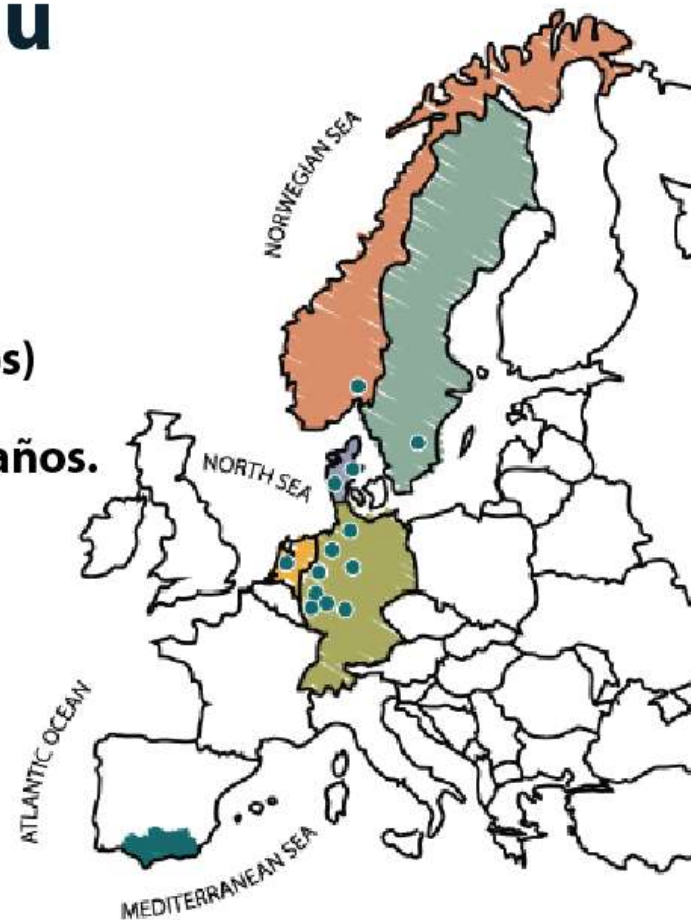 u
NORWEGIAN SEA
s)
años.
NORTH SEA
ATLANTIC OCEAN
MEDITERRANEAN SEA